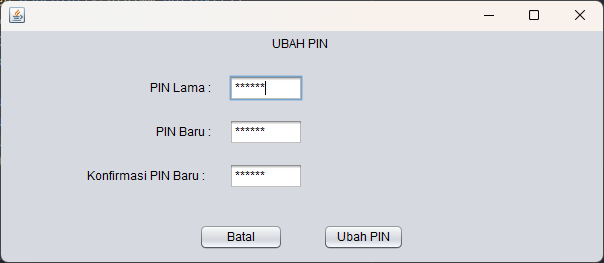 UBAH PIN
PIN Lama : ******
PIN Baru : ******
Konfirmasi PIN Baru : ******
Batal Ubah PIN